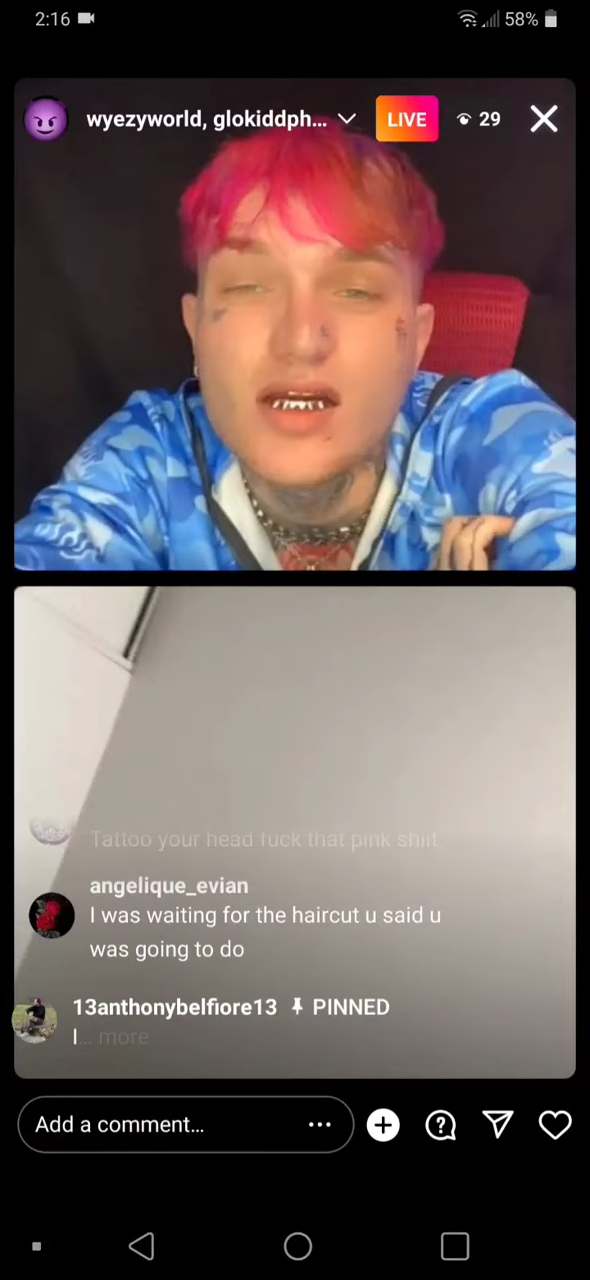 2:16
58%
wyezyworld, glokiddph...
LIVE
29
Tattoo your head fuck that pink shiit
angelique_evian
I was waiting for the haircut u said u
was going to do
13anthonybelfiore13 PINNED
I... more
Add a comment...